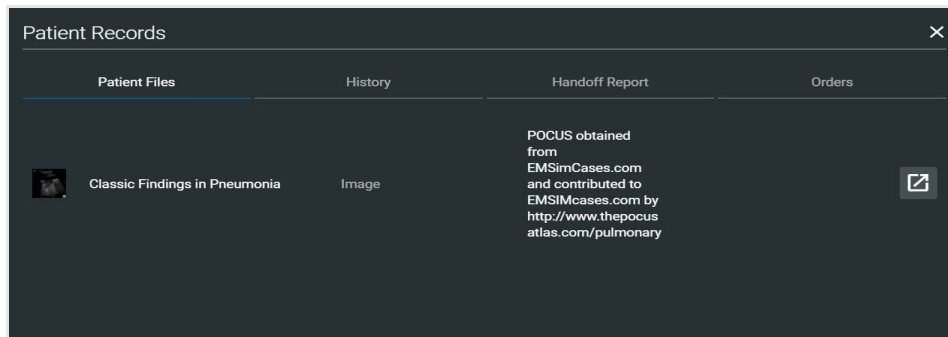 Patient Records
Patient Files
History
Handoff Report
Orders
Classic Findings in Pneumonia
Image
POCUS obtained
from
EMSimCases.com
and contributed to
EMSIMcases.com by
http://www.thepocus
atlas.com/pulmonary